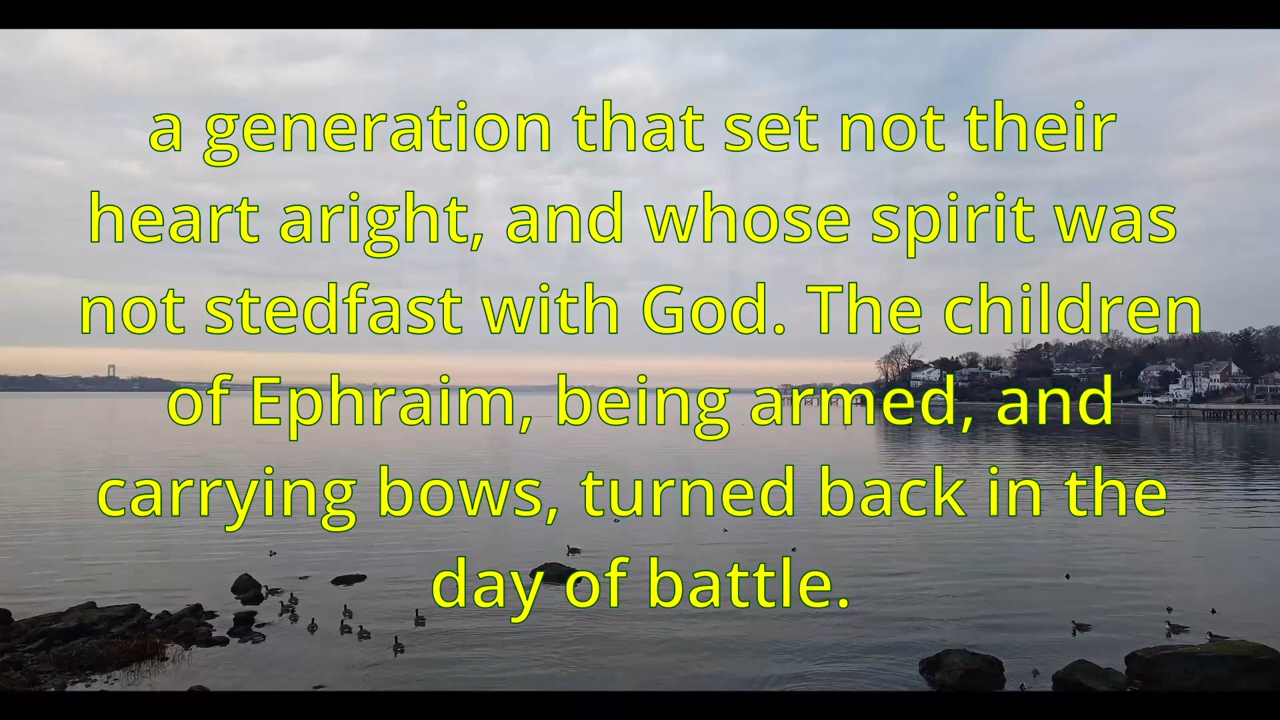 a generation that set not their
heart aright, and whose spirit was
not stedfast with God. The children
of Ephraim, being armed, and
carrying bows, turned back in the
day of battle.